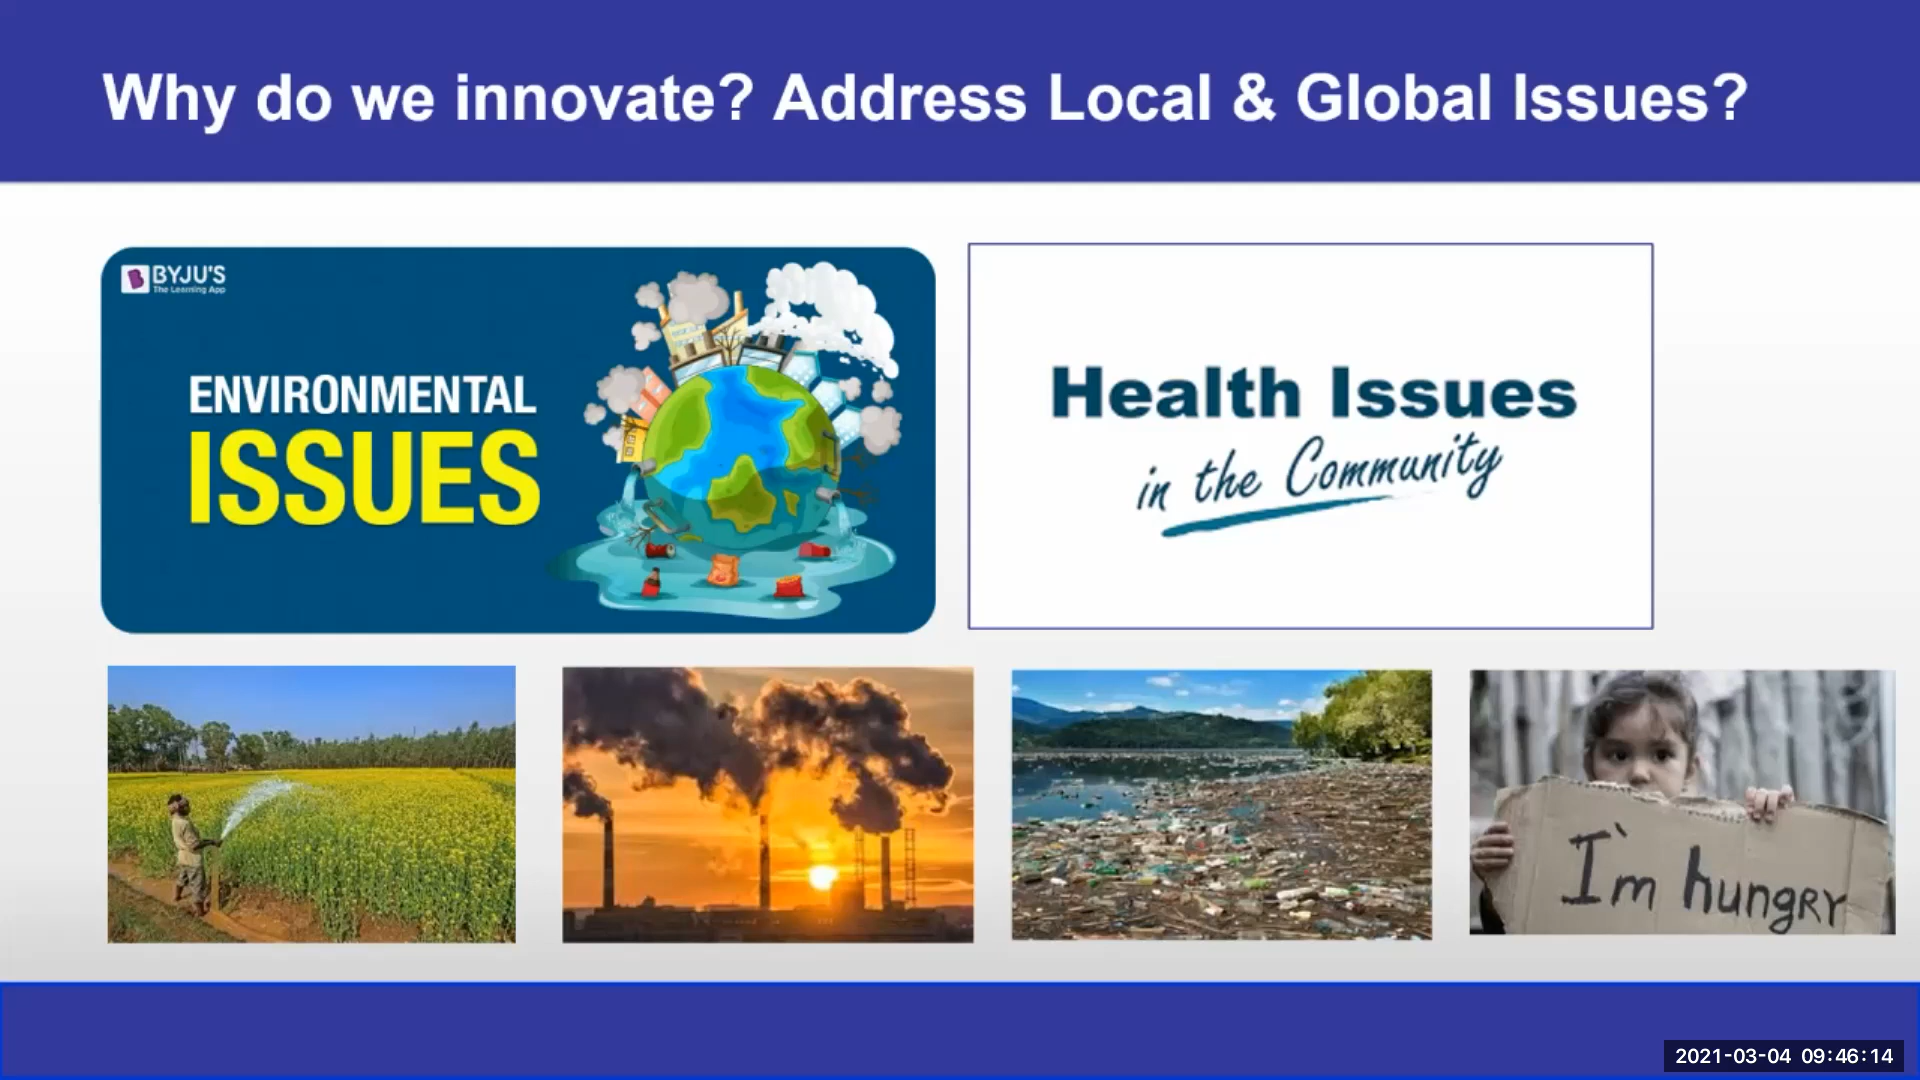 Why do we innovate? Address Local & Global Issues?
BYJU'S
The Learning App
ENVIRONMENTAL
ISSUES
Health Issues
in the Community
I'm hungry
2021-03-04 09:46:14